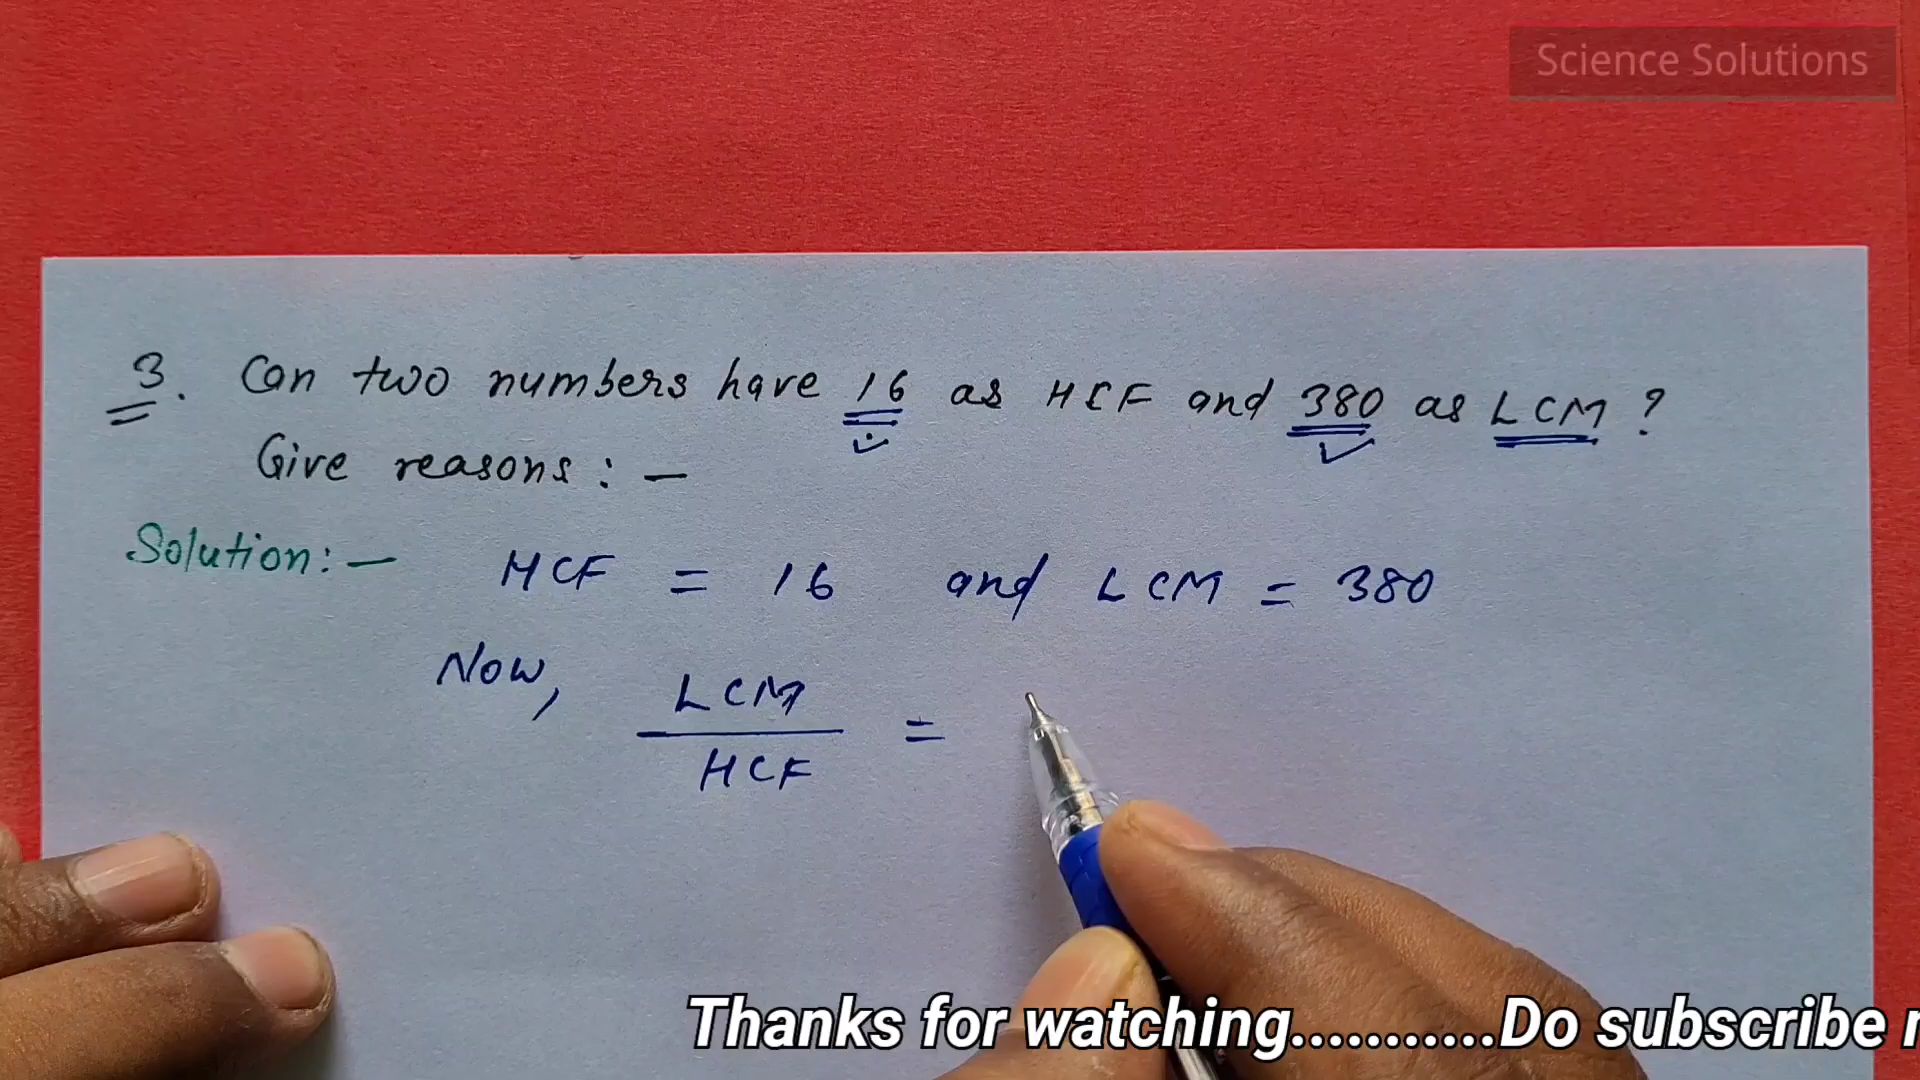 Science Solutions
3. Can two numbers have 16 as HCF and 380 as LCM ?
Give reasons : —
Solution : — HCF = 16 and LCM = 380
Now, LCM
HCF =
Thanks for watching...........Do subscribe